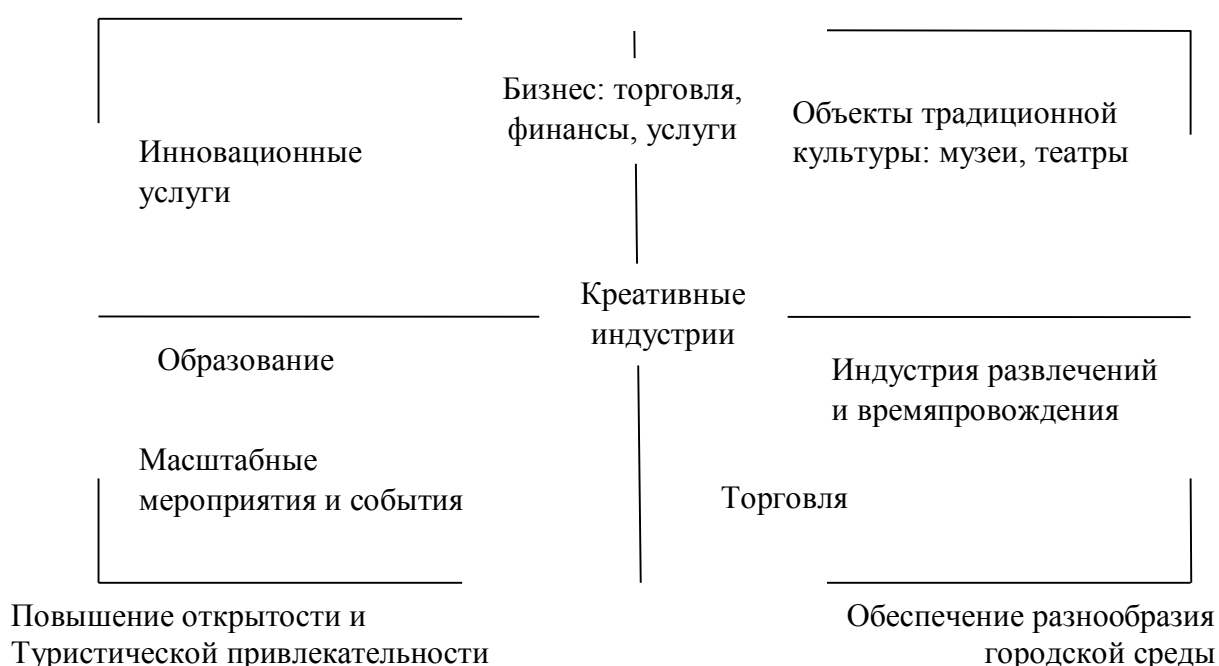 Бизнес: торговля,
финансы, услуги
Объекты традиционной
культуры: музеи, театры
Инновационные
услуги
Креативные
индустрии
Образование
Индустрия развлечений
и времяпровождения
Масштабные
мероприятия и события
Торговля
Повышение открытости и
Туристической привлекательности
Обеспечение разнообразия
городской среды